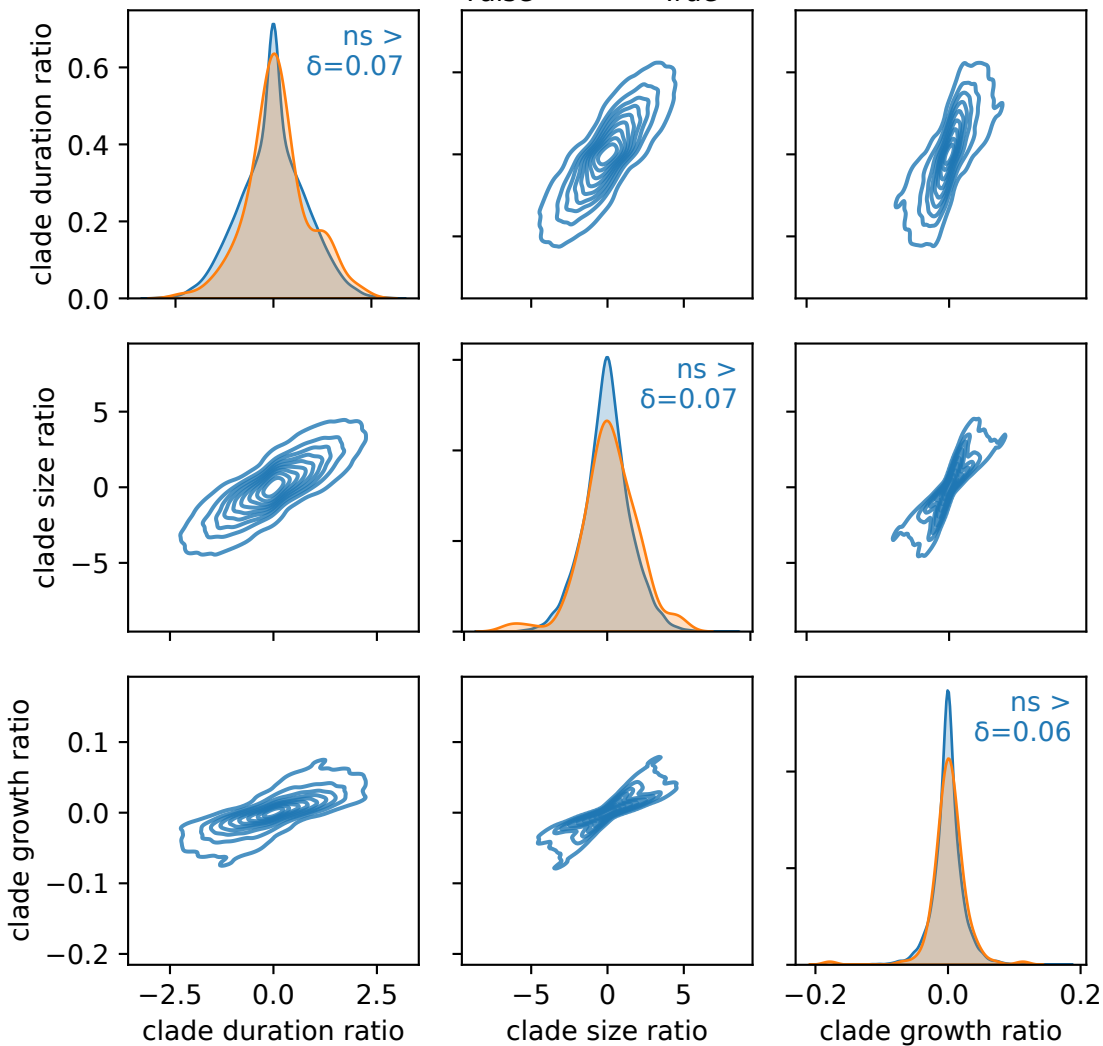 clade duration ratio
0.6
0.4
0.2
0.0
ns >
δ=0.07
clade size ratio
5
0
−5
ns >
δ=0.07
clade growth ratio
0.1
0.0
−0.1
−0.2
ns >
δ=0.06
−2.5 0.0 2.5
−5 0 5
−0.2 0.0 0.2
clade duration ratio
clade size ratio
clade growth ratio